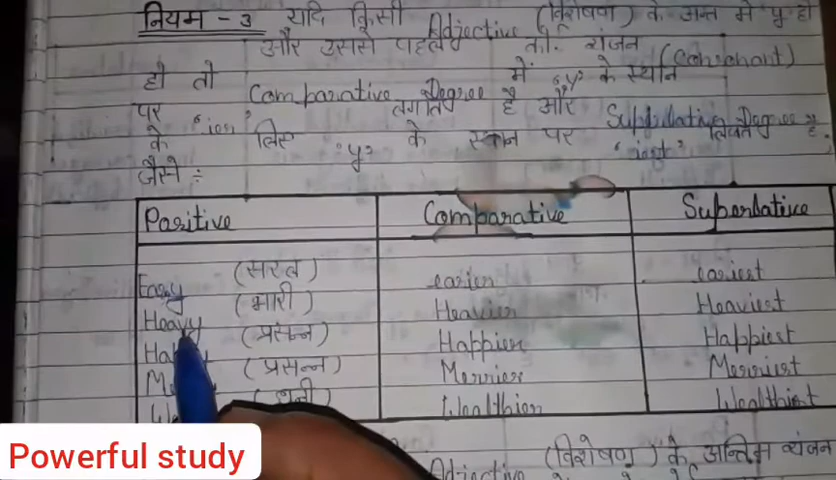 नियम - 3 यदि किसी Adjective (विशेषण) के अन्त में y हो
और उससे पहले कोई व्यंजन (Consonant)
हो तो Comparative Degree में "y" के स्थान
पर "ier" लगाते है और Superlative Degree
के लिए "y" के स्थान पर "iest" लिखते है
जैसे :
Positive Comparative Superlative
Easy (सरल) easier easiest
Heavy (भारी) Heavier Heaviest
(प्रसन्न) Happier Happiest
(प्रसन्न) Merrier Merriest
(धनी) Wealthier Wealthiest
Adjective (विशेषण) के अन्तिम व्यंजन
Powerful study